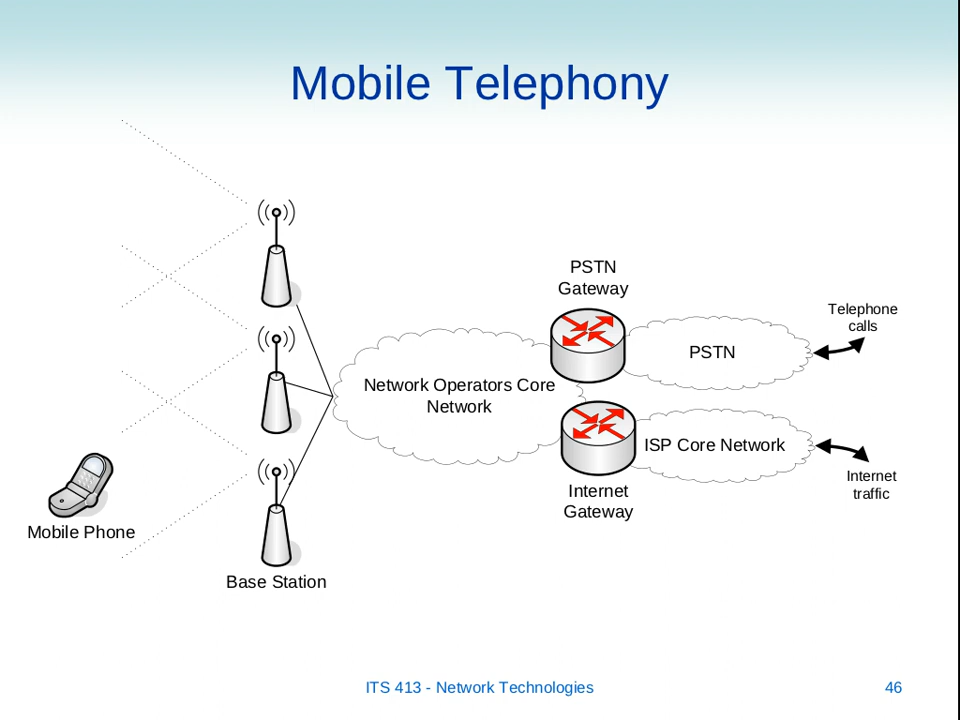 Mobile Telephony
PSTN
Gateway
Telephone
calls
PSTN
Network Operators Core
Network
ISP Core Network
Internet
traffic
Internet
Gateway
Mobile Phone
Base Station
ITS 413 - Network Technologies
46